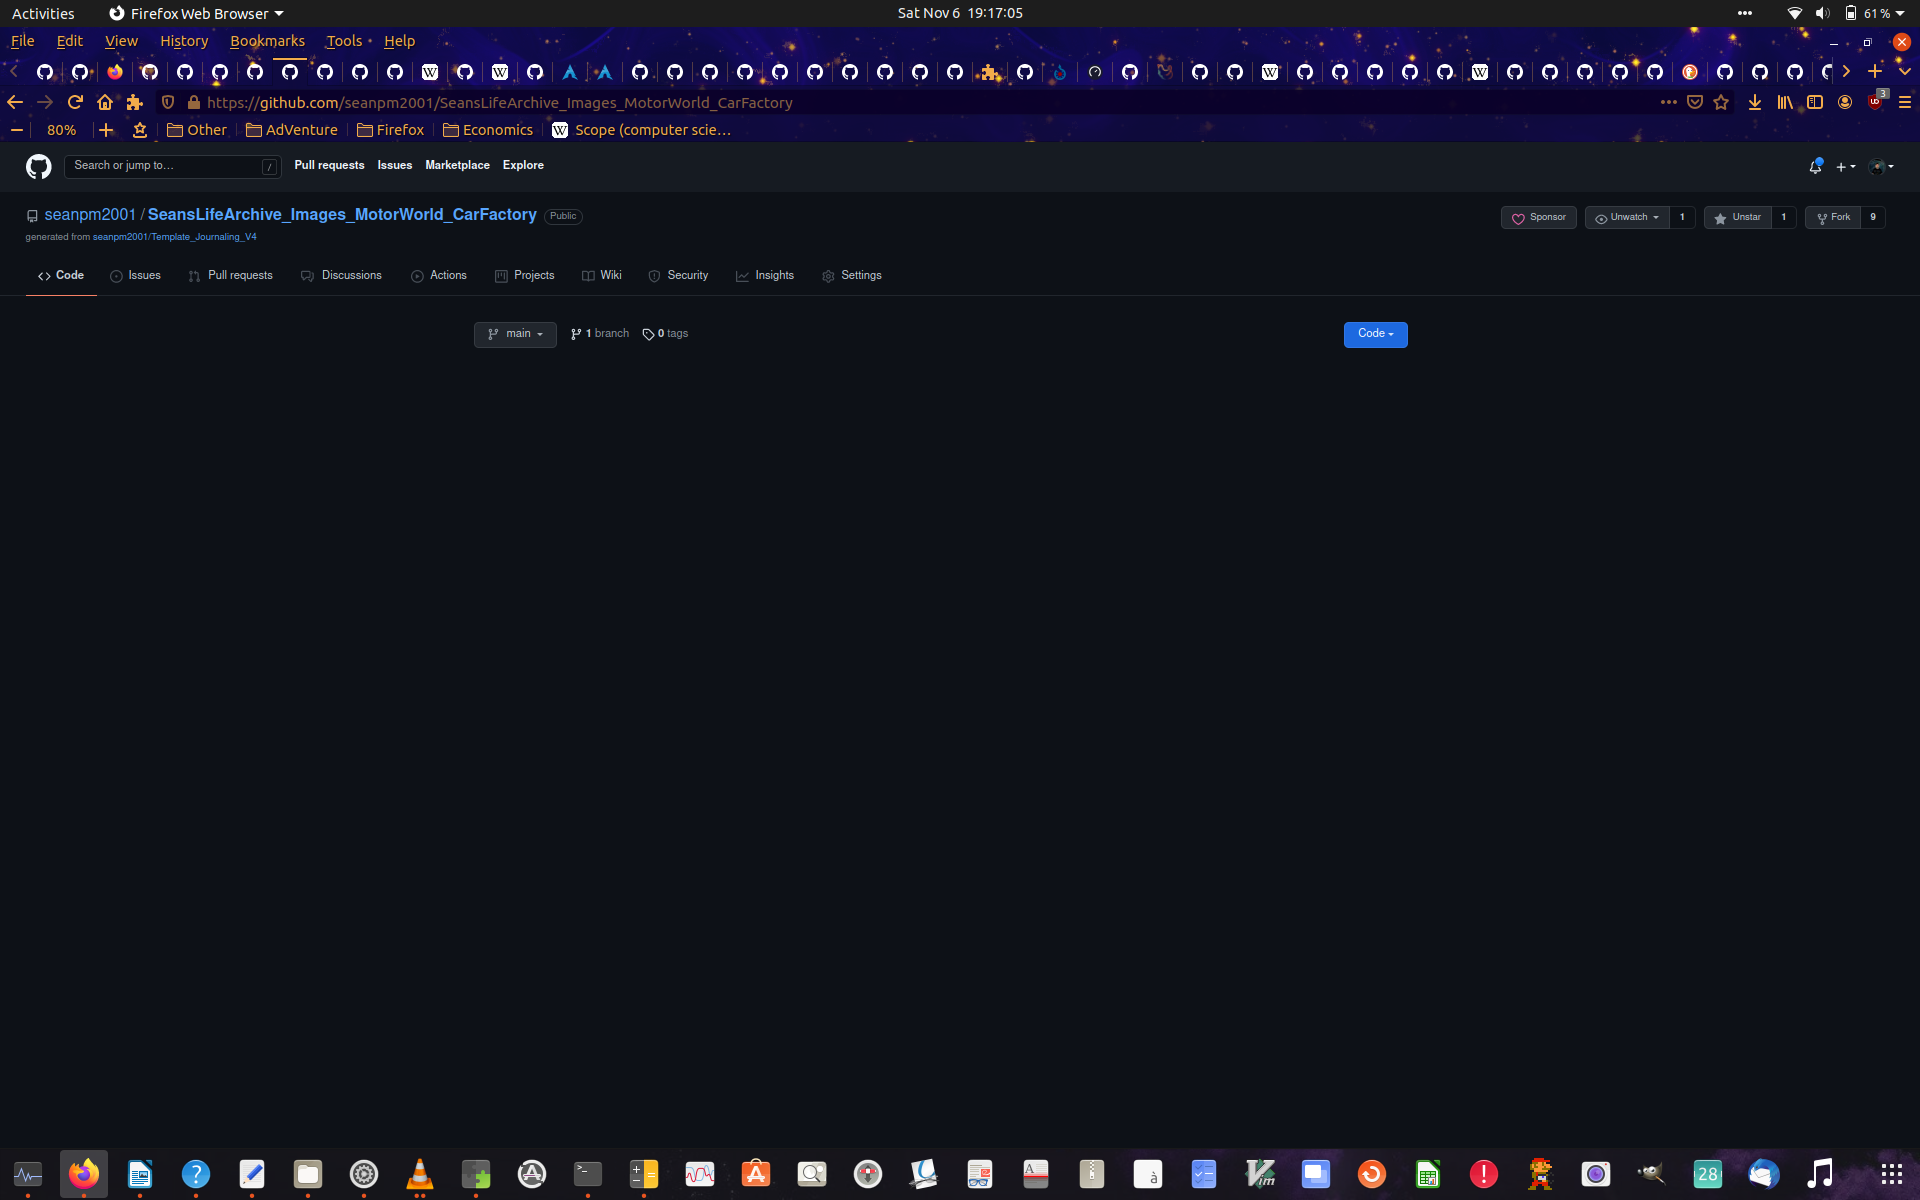 Activities Firefox Web Browser Sat Nov 6 19:17:05 61 %
File Edit View History Bookmarks Tools Help
https://github.com/seanpm2001/SeansLifeArchive_Images_MotorWorld_CarFactory 3
80% Other AdVenture Firefox Economics W Scope (computer scie…
Search or jump to… / Pull requests Issues Marketplace Explore
seanpm2001 / SeansLifeArchive_Images_MotorWorld_CarFactory Public Sponsor Unwatch 1 Unstar 1 Fork 9
generated from seanpm2001/Template_Journaling_V4
Code Issues Pull requests Discussions Actions Projects Wiki Security Insights Settings
main 1 branch 0 tags Code
? >_ A à Vim ! 28